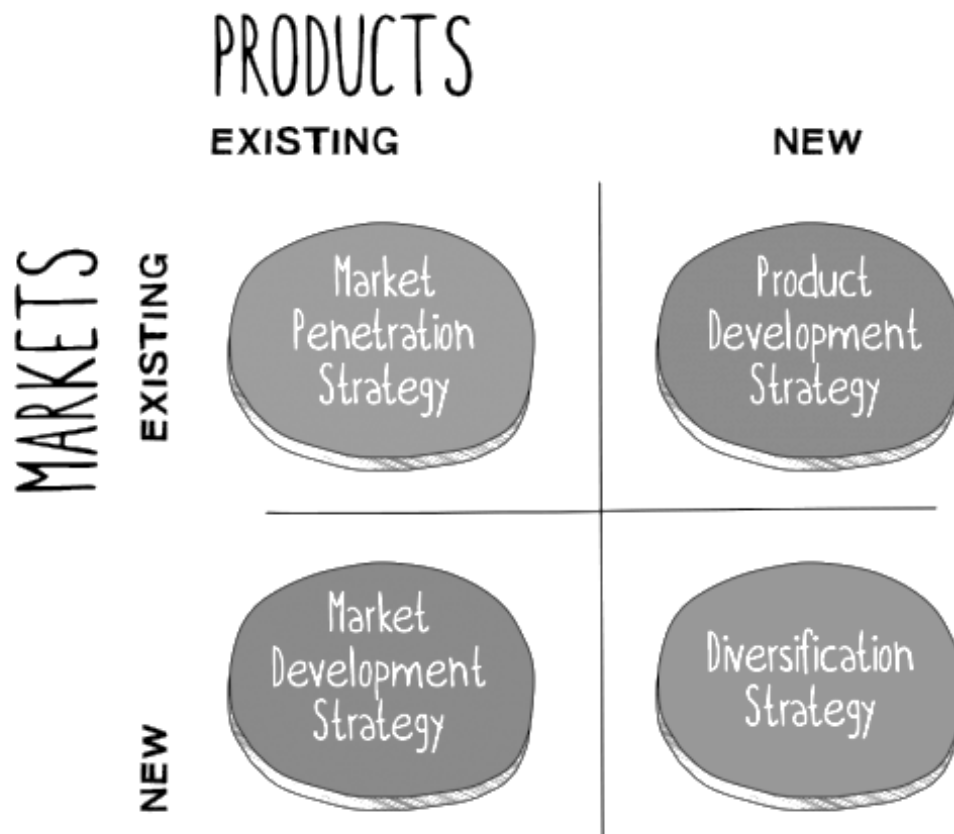 PRODUCTS
EXISTING
NEW
MARKETS
EXISTING
Market
Penetration
Strategy
Product
Development
Strategy
NEW
Market
Development
Strategy
Diversification
Strategy